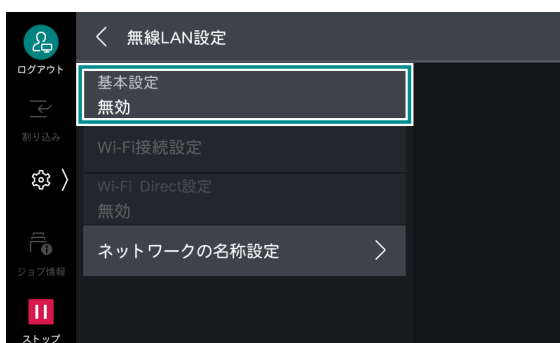 無線LAN設定
ログアウト
基本設定
無効
割り込み
Wi-Fi接続設定
Wi-Fi Direct設定
無効
ネットワークの名称設定
ジョブ情報
ストップ